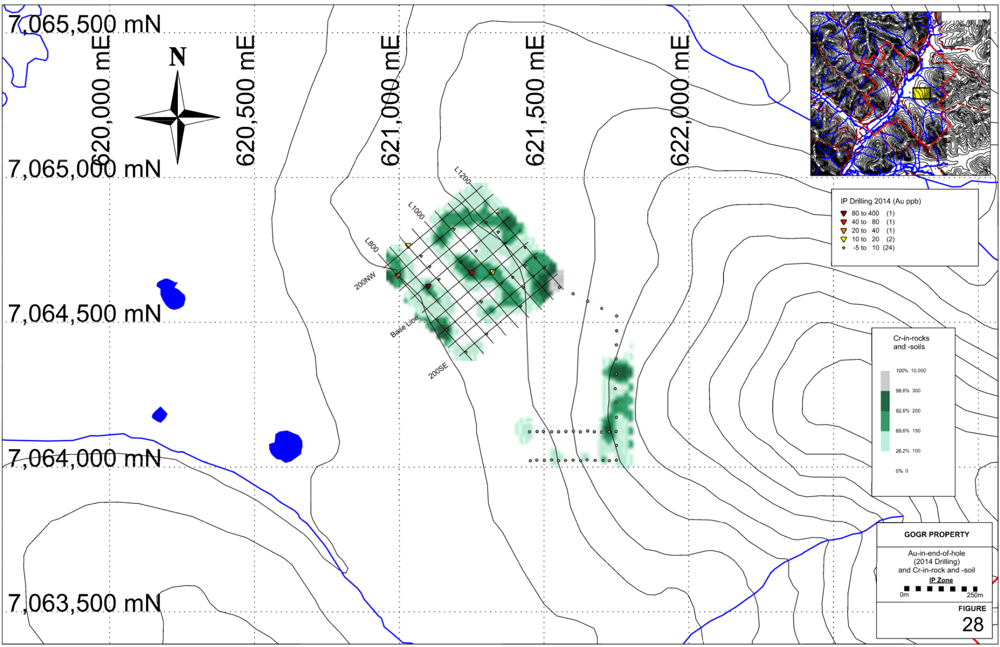 7,065,500 mN
620,000 mE
620,500 mE
621,000 mE
621,500 mE
622,000 mE
N
7,065,000 mN
L1200
L1000
L800
200NW
Base Line
200SE
7,064,500 mN
7,064,000 mN
7,063,500 mN
IP Drilling 2014 (Au ppb)
80 to 400 (1)
40 to 80 (1)
20 to 40 (1)
10 to 20 (2)
-5 to 10 (24)
Cr-in-rocks
and -soils
100% 10,000
98.6% 300
92.6% 200
69.6% 150
26.2% 100
0% 0
GOGR PROPERTY
Au-in-end-of-hole
(2014 Drilling)
and Cr-in-rock and -soil
IP Zone
0m 250m
FIGURE
28